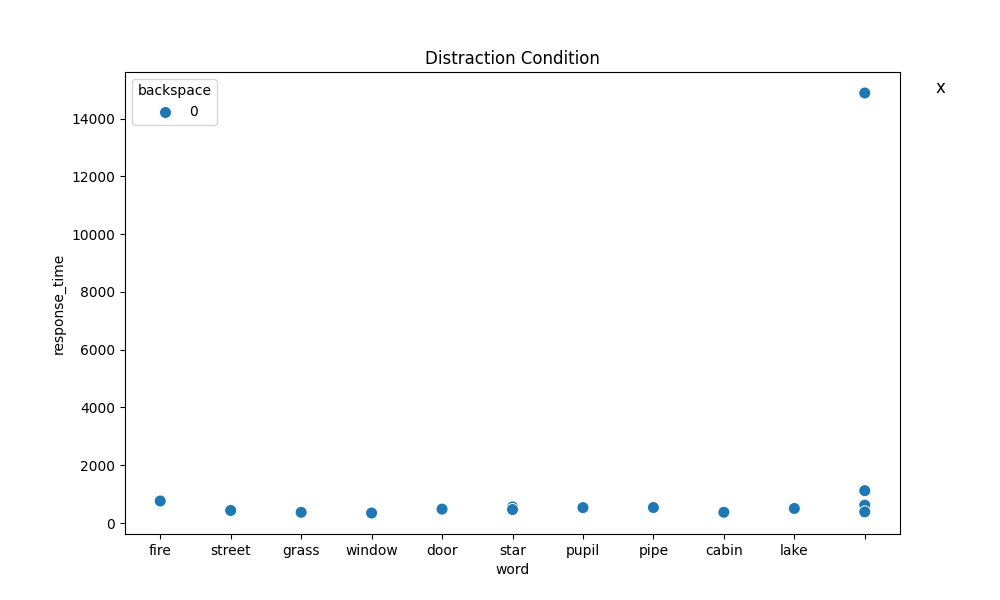 Distraction Condition
x
backspace
0
14000
12000
10000
8000
6000
4000
2000
0
response_time
fire street grass window door star pupil pipe cabin lake
word